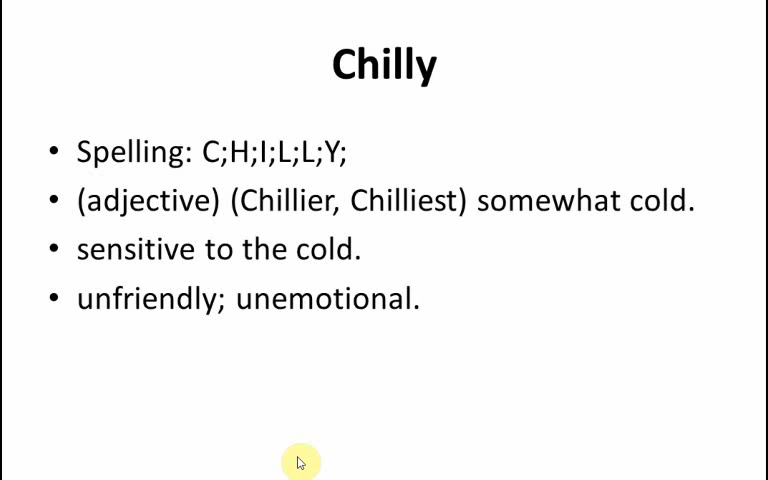 Chilly
• Spelling: C;H;I;L;L;Y;
• (adjective) (Chillier, Chilliest) somewhat cold.
• sensitive to the cold.
• unfriendly; unemotional.